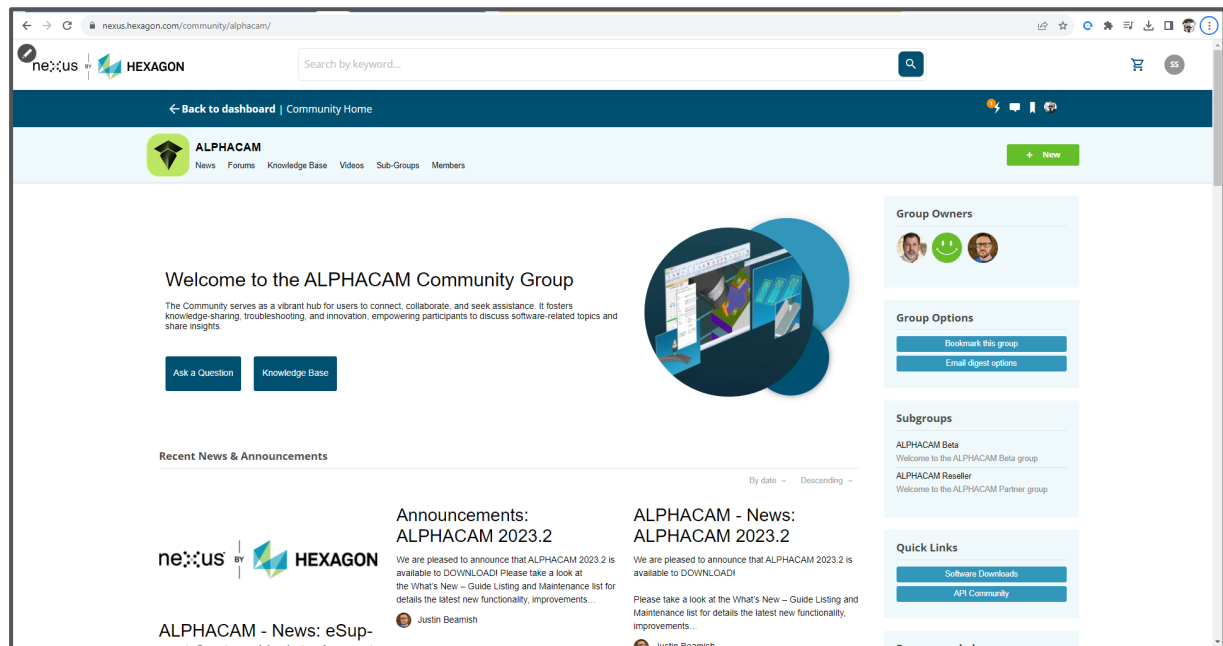 nexus.hexagon.com/community/alphacam/
nexus BY HEXAGON
Search by keyword...
SS
Back to dashboard | Community Home
1
ALPHACAM
News Forums Knowledge Base Videos Sub-Groups Members
+ New
Welcome to the ALPHACAM Community Group
The Community serves as a vibrant hub for users to connect, collaborate, and seek assistance. It fosters
knowledge-sharing, troubleshooting, and innovation, empowering participants to discuss software-related topics and
share insights.
Ask a Question
Knowledge Base
Group Owners
Group Options
Bookmark this group
Email digest options
Subgroups
ALPHACAM Beta
Welcome to the ALPHACAM Beta group
ALPHACAM Reseller
Welcome to the ALPHACAM Partner group
Quick Links
Software Downloads
API Community
Recent News & Announcements
By date Descending
nexus BY HEXAGON
ALPHACAM - News: eSup-
Announcements:
ALPHACAM 2023.2
We are pleased to announce that ALPHACAM 2023.2 is
available to DOWNLOAD! Please take a look at
the What's New – Guide Listing and Maintenance list for
details the latest new functionality, improvements…
Justin Beamish
ALPHACAM - News:
ALPHACAM 2023.2
We are pleased to announce that ALPHACAM 2023.2 is
available to DOWNLOAD!
Please take a look at the What's New – Guide Listing and
Maintenance list for details the latest new functionality,
improvements…
Justin Beamish